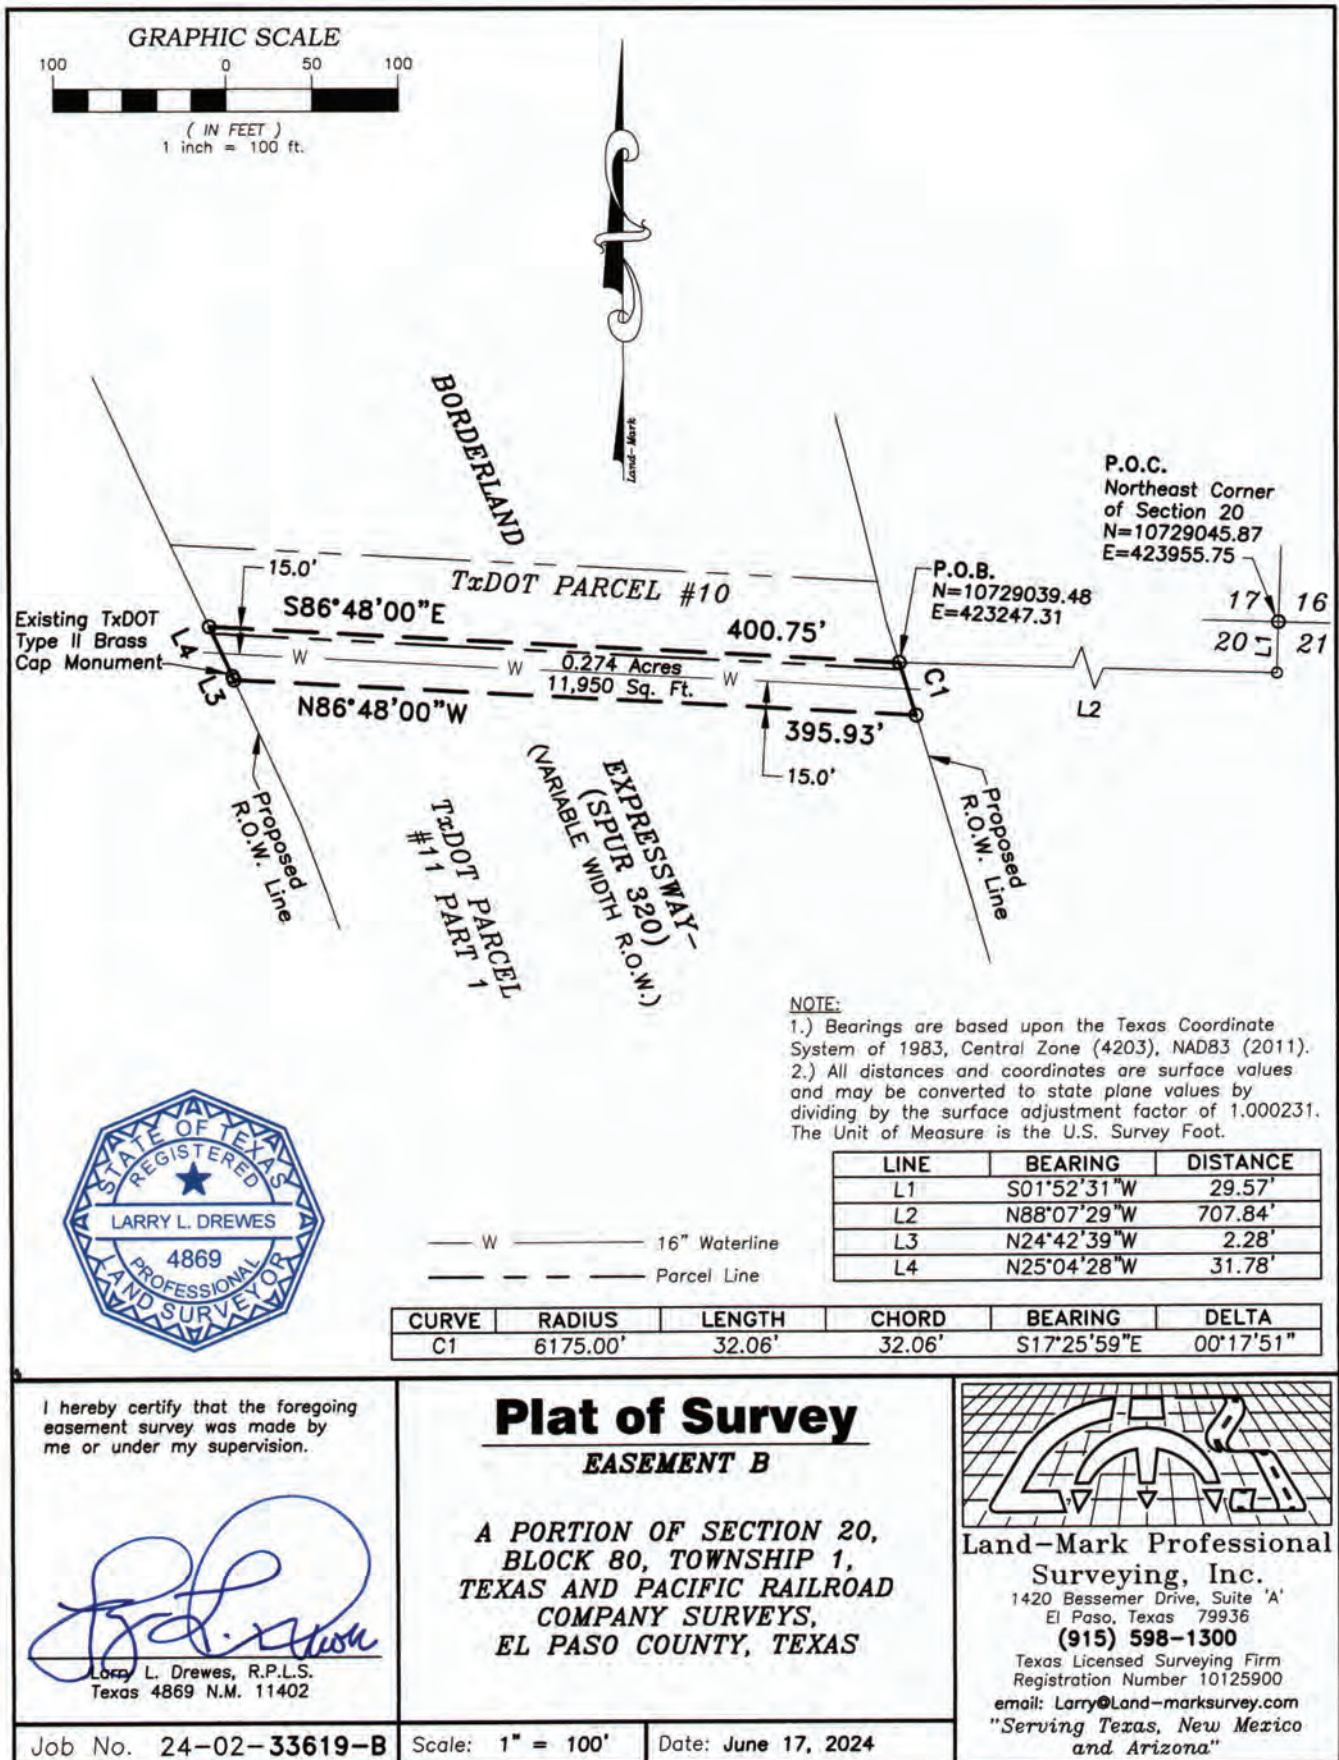 GRAPHIC SCALE
100 0 50 100
( IN FEET )
1 inch = 100 ft.
Land-Mark
BORDERLAND
P.O.C.
Northeast Corner
of Section 20
N=10729045.87
E=423955.75
17 16
20 21
L1
P.O.B.
N=10729039.48
E=423247.31
15.0'
TxDOT PARCEL #10
S86°48'00"E
400.75'
Existing TxDOT
Type II Brass
Cap Monument
L4
L3
W W W
0.274 Acres
11,950 Sq. Ft.
C1
L2
N86°48'00"W
395.93'
15.0'
Proposed
R.O.W. Line
TxDOT PARCEL
#11 PART 1
EXPRESSWAY-
(SPUR 320)
(VARIABLE WIDTH R.O.W.)
Proposed
R.O.W. Line
NOTE:
1.) Bearings are based upon the Texas Coordinate
System of 1983, Central Zone (4203), NAD83 (2011).
2.) All distances and coordinates are surface values
and may be converted to state plane values by
dividing by the surface adjustment factor of 1.000231.
The Unit of Measure is the U.S. Survey Foot.
STATE OF TEXAS
REGISTERED
LARRY L. DREWES
4869
PROFESSIONAL
LAND SURVEYOR
LINE BEARING DISTANCE
L1 S01°52'31"W 29.57'
L2 N88°07'29"W 707.84'
L3 N24°42'39"W 2.28'
L4 N25°04'28"W 31.78'
W 16" Waterline
Parcel Line
CURVE RADIUS LENGTH CHORD BEARING DELTA
C1 6175.00' 32.06' 32.06' S17°25'59"E 00°17'51"
I hereby certify that the foregoing
easement survey was made by
me or under my supervision.
Larry L. Drewes, R.P.L.S.
Texas 4869 N.M. 11402
Job No. 24-02-33619-B
Plat of Survey
EASEMENT B
A PORTION OF SECTION 20,
BLOCK 80, TOWNSHIP 1,
TEXAS AND PACIFIC RAILROAD
COMPANY SURVEYS,
EL PASO COUNTY, TEXAS
Scale: 1" = 100'
Date: June 17, 2024
Land-Mark Professional
Surveying, Inc.
1420 Bessemer Drive, Suite 'A'
El Paso, Texas 79936
(915) 598-1300
Texas Licensed Surveying Firm
Registration Number 10125900
email: Larry@Land-marksurvey.com
"Serving Texas, New Mexico
and Arizona"